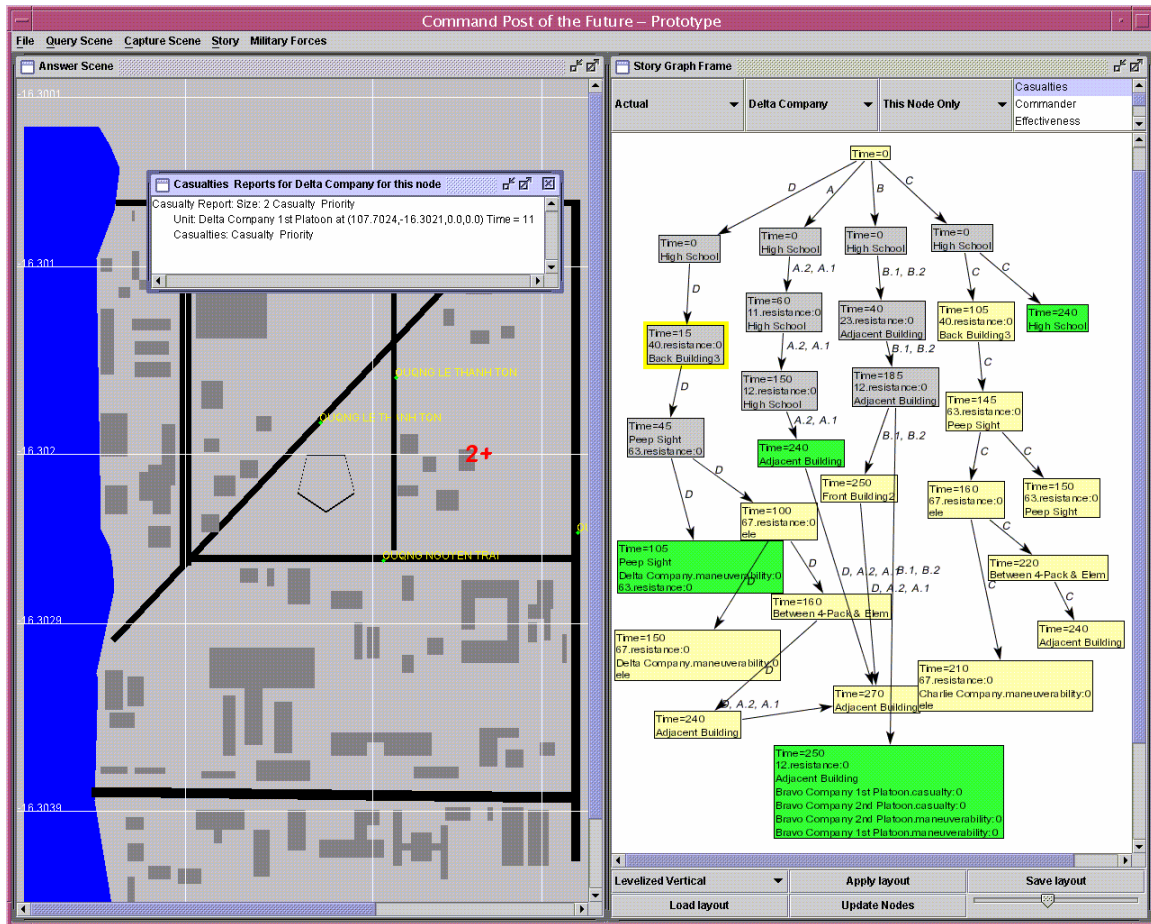 Command Post of the Future – Prototype
File Query Scene Capture Scene Story Military Forces
Answer Scene
-16.3001
Casualties Reports for Delta Company for this node
Casualty Report: Size: 2 Casualty Priority
Unit: Delta Company 1st Platoon at (107.7024,-16.3021,0.0,0.0) Time = 11
Casualties: Casualty Priority
-16.301
QUONG LE THANH TON
QUONG LE THANH TON
-16.302
2+
QUONG NGUYEN TRAI
-16.3029
-16.3039
Story Graph Frame
Actual
Delta Company
This Node Only
Casualties
Commander
Effectiveness
Time=0
D
A
B
C
Time=0
High School
Time=0
High School
Time=0
High School
Time=0
High School
D
A.2, A.1
B.1, B.2
C
C
Time=15
40.resistance:0
Back Building3
Time=60
11.resistance:0
High School
Time=40
23.resistance:0
Adjacent Building
Time=105
40.resistance:0
Back Building3
Time=240
High School
D
A.2, A.1
B.1, B.2
C
Time=150
12.resistance:0
High School
Time=185
12.resistance:0
Adjacent Building
Time=145
63.resistance:0
Peep Sight
Time=45
Peep Sight
63.resistance:0
A.2, A.1
B.1, B.2
C
C
Time=240
Adjacent Building
D
D
Time=250
Front Building2
Time=160
67.resistance:0
ele
Time=150
63.resistance:0
Peep Sight
Time=100
67.resistance:0
ele
C
C
Time=105
Peep Sight
Delta Company.maneuverability:0
63.resistance:0
D
D
D, A.2, A.1
B.1, B.2
D, A.2, A.1
Time=220
Between 4-Pack & Elem
C
Time=160
Between 4-Pack & Elem
Time=240
Adjacent Building
Time=150
67.resistance:0
Delta Company.maneuverability:0
ele
D
Time=210
67.resistance:0
Charlie Company.maneuverability:0
ele
Time=270
Adjacent Building
D, A.2, A.1
Time=240
Adjacent Building
Time=250
12.resistance:0
Adjacent Building
Bravo Company 1st Platoon.casualty:0
Bravo Company 2nd Platoon.casualty:0
Bravo Company 2nd Platoon.maneuverability:0
Bravo Company 1st Platoon.maneuverability:0
Levelized Vertical
Apply layout
Save layout
Load layout
Update Nodes